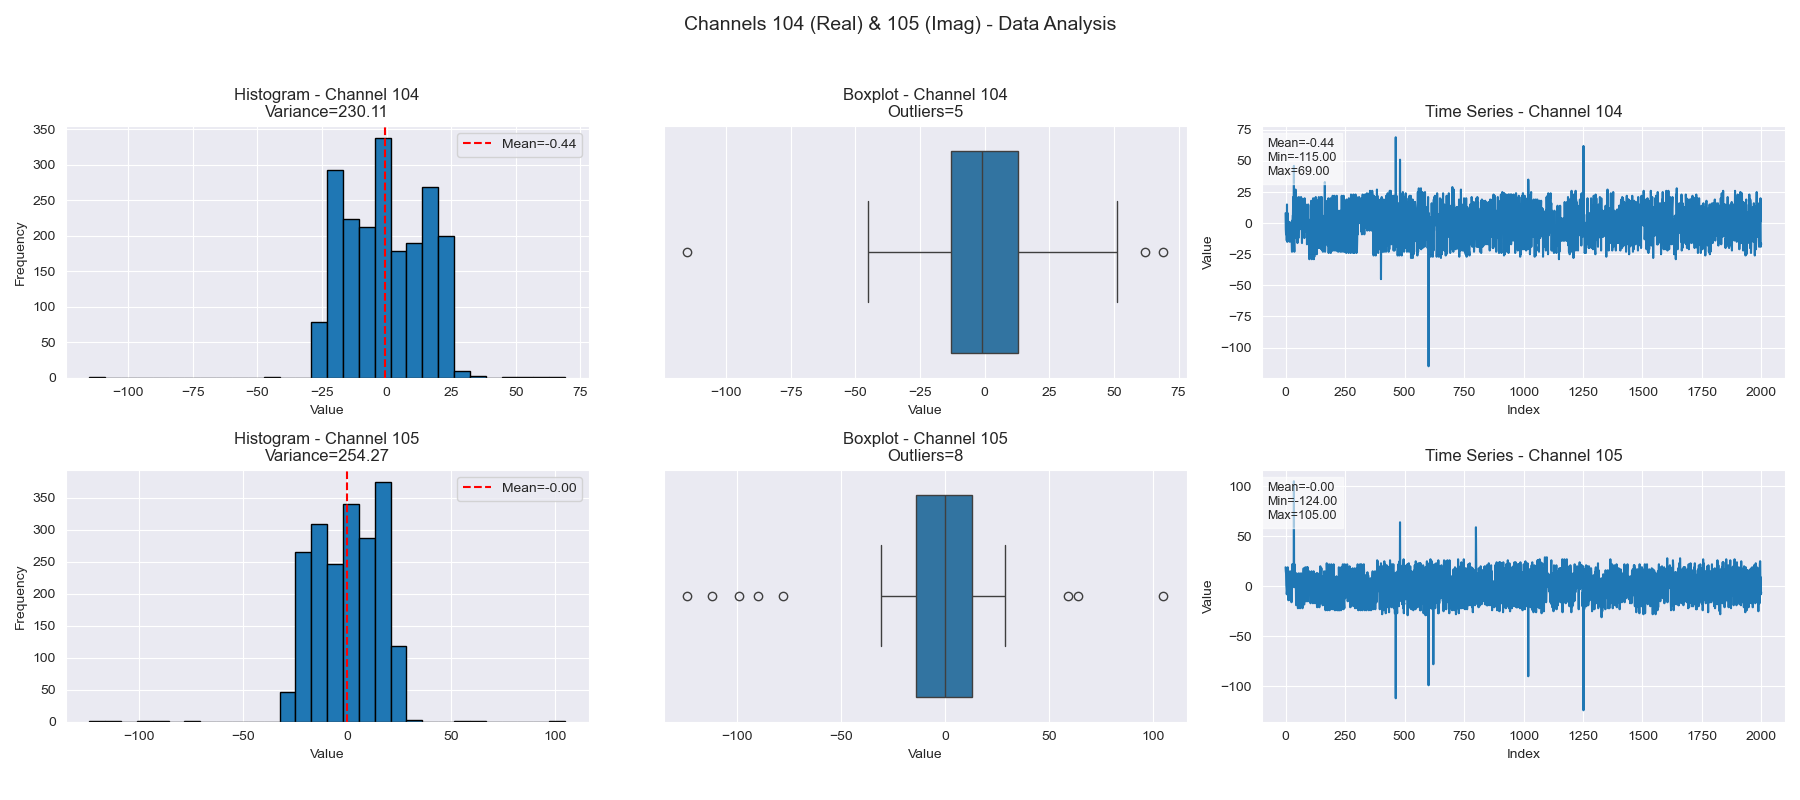 Channels 104 (Real) & 105 (Imag) - Data Analysis
Histogram - Channel 104
Variance=230.11
Mean=-0.44
Frequency
350
300
250
200
150
100
50
0
−100
−75
−50
−25
0
25
50
75
Value
Boxplot - Channel 104
Outliers=5
−100
−75
−50
−25
0
25
50
75
Value
Time Series - Channel 104
Mean=-0.44
Min=-115.00
Max=69.00
Value
75
50
25
0
−25
−50
−75
−100
0
250
500
750
1000
1250
1500
1750
2000
Index
Histogram - Channel 105
Variance=254.27
Mean=-0.00
Frequency
350
300
250
200
150
100
50
0
−100
−50
0
50
100
Value
Boxplot - Channel 105
Outliers=8
−100
−50
0
50
100
Value
Time Series - Channel 105
Mean=-0.00
Min=-124.00
Max=105.00
Value
100
50
0
−50
−100
0
250
500
750
1000
1250
1500
1750
2000
Index